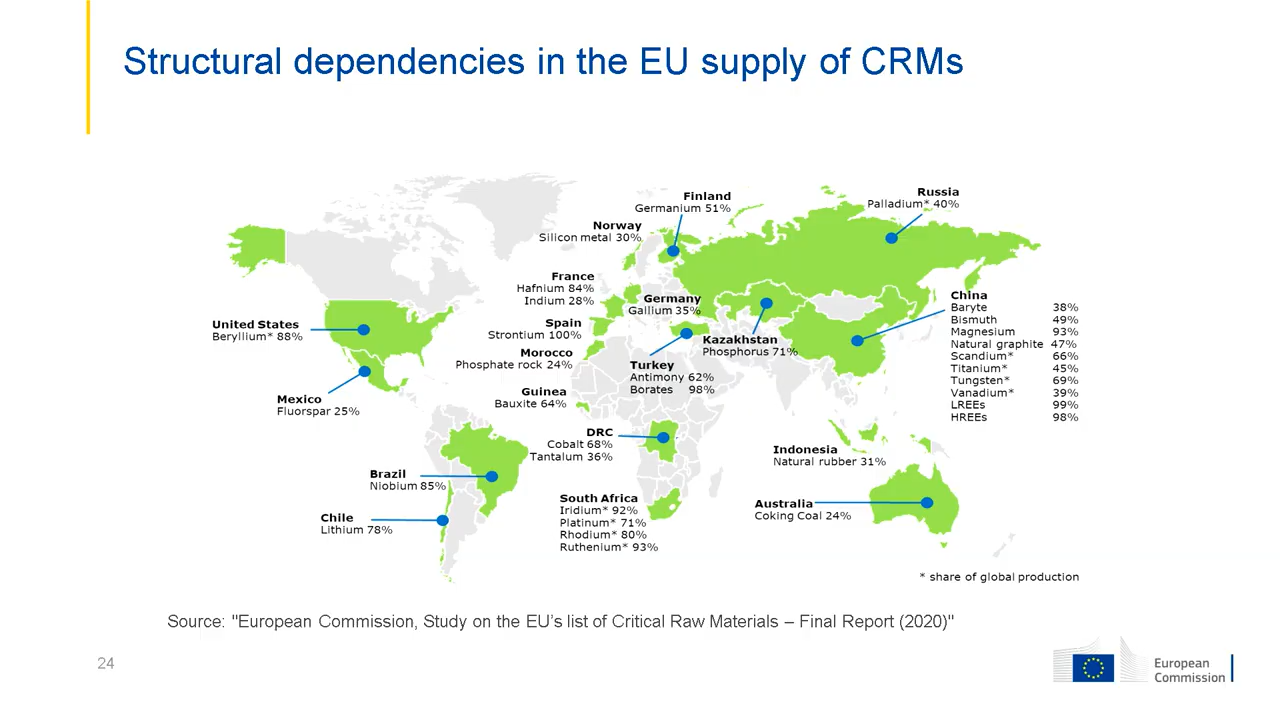 Structural dependencies in the EU supply of CRMs
Finland
Germanium 51%
Russia
Palladium* 40%
Norway
Silicon metal 30%
France
Hafnium 84%
Indium 28%
Germany
Gallium 35%
China
Baryte 38%
Bismuth 49%
Magnesium 93%
Natural graphite 47%
Scandium* 66%
Titanium* 45%
Tungsten* 69%
Vanadium* 39%
LREEs 99%
HREEs 98%
United States
Beryllium* 88%
Spain
Strontium 100%
Kazakhstan
Phosphorus 71%
Morocco
Phosphate rock 24%
Turkey
Antimony 62%
Borates 98%
Mexico
Fluorspar 25%
Guinea
Bauxite 64%
DRC
Cobalt 68%
Tantalum 36%
Indonesia
Natural rubber 31%
Brazil
Niobium 85%
South Africa
Iridium* 92%
Platinum* 71%
Rhodium* 80%
Ruthenium* 93%
Australia
Coking Coal 24%
Chile
Lithium 78%
* share of global production
Source: "European Commission, Study on the EU’s list of Critical Raw Materials – Final Report (2020)"
24
European
Commission